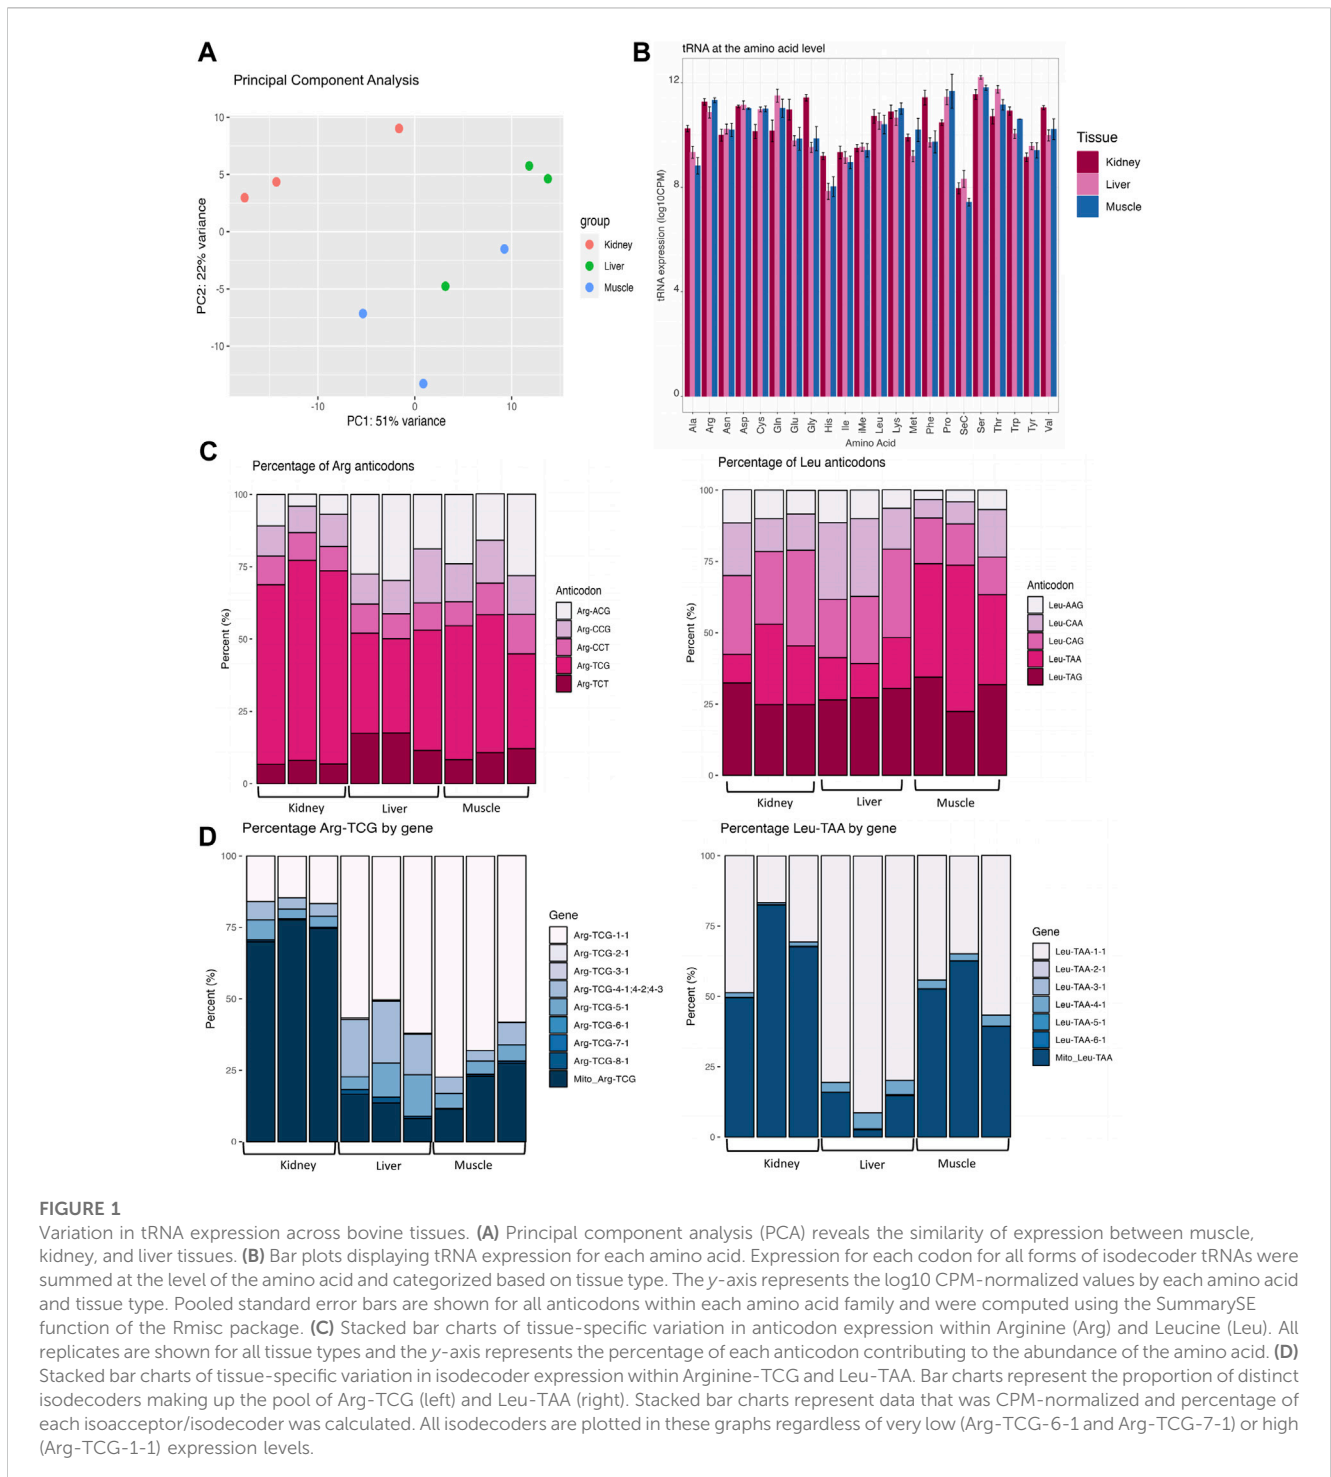 A
Principal Component Analysis
10
5
0
-5
-10
-10
0
10
PC2: 22% variance
PC1: 51% variance
group
Kidney
Liver
Muscle
B
tRNA at the amino acid level
12
8
4
0
tRNA expression (log10CPM)
Ala
Arg
Asn
Asp
Cys
Gln
Glu
Gly
His
Ile
iMe
Leu
Lys
Met
Phe
Pro
SeC
Ser
Thr
Trp
Tyr
Val
Amino Acid
Tissue
Kidney
Liver
Muscle
C
Percentage of Arg anticodons
100
75
50
25
0
Percent (%)
Kidney
Liver
Muscle
Anticodon
Arg-ACG
Arg-CCG
Arg-CCT
Arg-TCG
Arg-TCT
Percentage of Leu anticodons
100
75
50
25
0
Percent (%)
Kidney
Liver
Muscle
Anticodon
Leu-AAG
Leu-CAA
Leu-CAG
Leu-TAA
Leu-TAG
D
Percentage Arg-TCG by gene
100
75
50
25
0
Percent (%)
Kidney
Liver
Muscle
Gene
Arg-TCG-1-1
Arg-TCG-2-1
Arg-TCG-3-1
Arg-TCG-4-1;4-2;4-3
Arg-TCG-5-1
Arg-TCG-6-1
Arg-TCG-7-1
Arg-TCG-8-1
Mito_Arg-TCG
Percentage Leu-TAA by gene
100
75
50
25
0
Percent (%)
Kidney
Liver
Muscle
Gene
Leu-TAA-1-1
Leu-TAA-2-1
Leu-TAA-3-1
Leu-TAA-4-1
Leu-TAA-5-1
Leu-TAA-6-1
Mito_Leu-TAA
FIGURE 1
Variation in tRNA expression across bovine tissues. (A) Principal component analysis (PCA) reveals the similarity of expression between muscle,
kidney, and liver tissues. (B) Bar plots displaying tRNA expression for each amino acid. Expression for each codon for all forms of isodecoder tRNAs were
summed at the level of the amino acid and categorized based on tissue type. The y-axis represents the log10 CPM-normalized values by each amino acid
and tissue type. Pooled standard error bars are shown for all anticodons within each amino acid family and were computed using the SummarySE
function of the Rmisc package. (C) Stacked bar charts of tissue-specific variation in anticodon expression within Arginine (Arg) and Leucine (Leu). All
replicates are shown for all tissue types and the y-axis represents the percentage of each anticodon contributing to the abundance of the amino acid. (D)
Stacked bar charts of tissue-specific variation in isodecoder expression within Arginine-TCG and Leu-TAA. Bar charts represent the proportion of distinct
isodecoders making up the pool of Arg-TCG (left) and Leu-TAA (right). Stacked bar charts represent data that was CPM-normalized and percentage of
each isoacceptor/isodecoder was calculated. All isodecoders are plotted in these graphs regardless of very low (Arg-TCG-6-1 and Arg-TCG-7-1) or high
(Arg-TCG-1-1) expression levels.